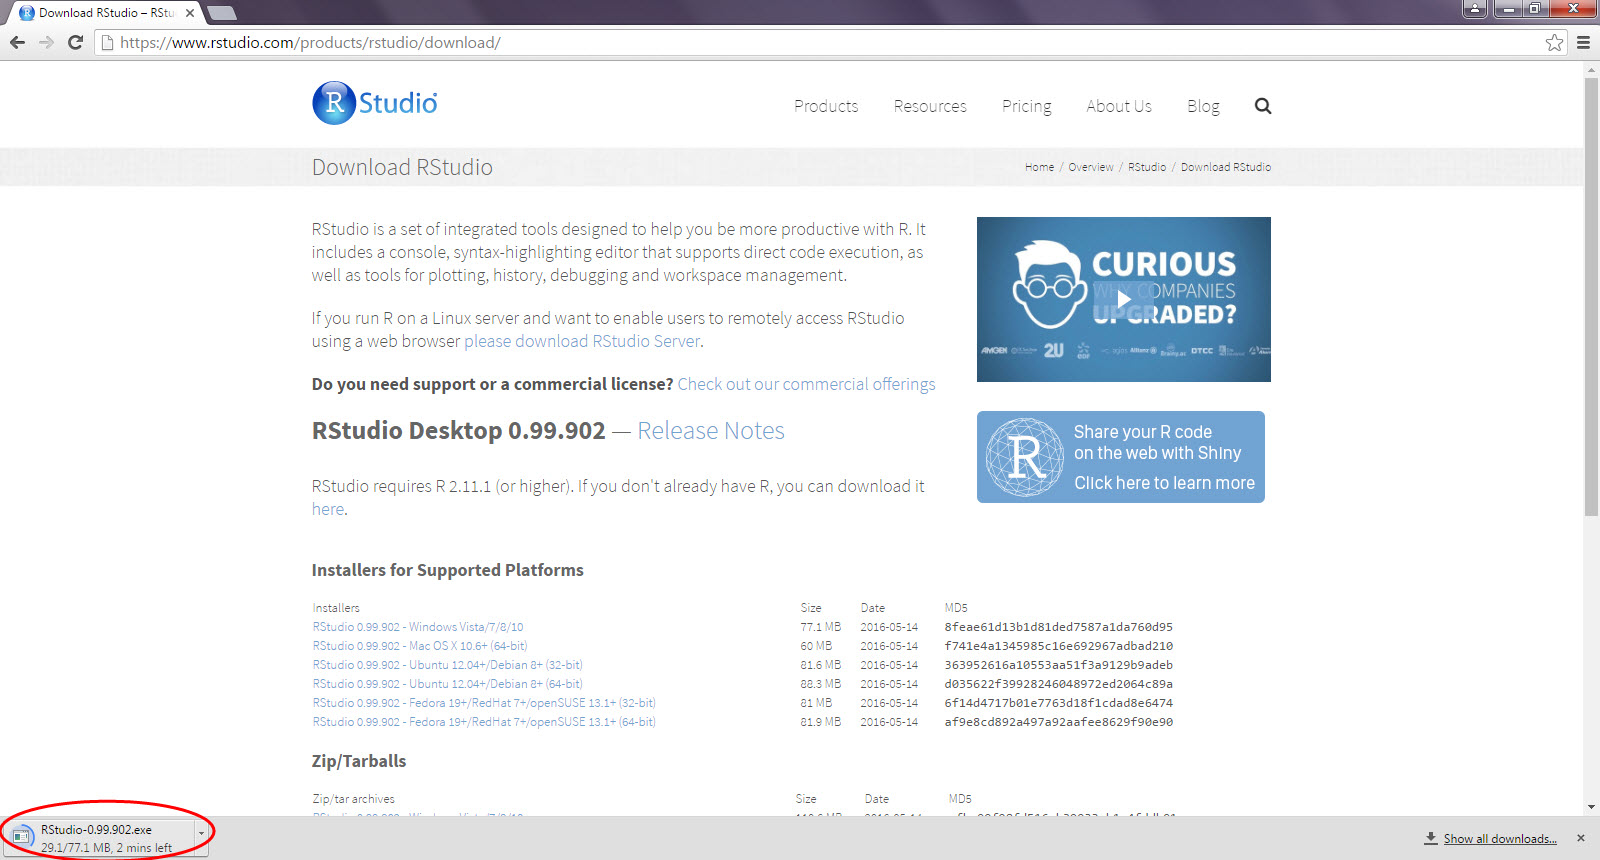 Download RStudio – RStu
https://www.rstudio.com/products/rstudio/download/
R Studio
Products Resources Pricing About Us Blog
Download RStudio
Home / Overview / RStudio / Download RStudio
RStudio is a set of integrated tools designed to help you be more productive with R. It
includes a console, syntax-highlighting editor that supports direct code execution, as
well as tools for plotting, history, debugging and workspace management.
If you run R on a Linux server and want to enable users to remotely access RStudio
using a web browser please download RStudio Server.
Do you need support or a commercial license? Check out our commercial offerings
RStudio Desktop 0.99.902 — Release Notes
RStudio requires R 2.11.1 (or higher). If you don't already have R, you can download it
here.
CURIOUS
WHY COMPANIES
UPGRADED?
AMGEN 2U EDF Allianz DTCC
R
Share your R code
on the web with Shiny
Click here to learn more
Installers for Supported Platforms
Installers Size Date MD5
RStudio 0.99.902 - Windows Vista/7/8/10 77.1 MB 2016-05-14 8feae61d13b1d81ded7587a1da760d95
RStudio 0.99.902 - Mac OS X 10.6+ (64-bit) 60 MB 2016-05-14 f741e4a1345985c16e692967adbad210
RStudio 0.99.902 - Ubuntu 12.04+/Debian 8+ (32-bit) 81.6 MB 2016-05-14 363952616a10553aa51f3a9129b9adeb
RStudio 0.99.902 - Ubuntu 12.04+/Debian 8+ (64-bit) 88.3 MB 2016-05-14 d035622f39928246048972ed2064c89a
RStudio 0.99.902 - Fedora 19+/RedHat 7+/openSUSE 13.1+ (32-bit) 81 MB 2016-05-14 6f14d4717b01e7763d18f1cdad8e6474
RStudio 0.99.902 - Fedora 19+/RedHat 7+/openSUSE 13.1+ (64-bit) 81.9 MB 2016-05-14 af9e8cd892a497a92aafee8629f90e90
Zip/Tarballs
Zip/tar archives Size Date MD5
RStudio-0.99.902.exe
29.1/77.1 MB, 2 mins left
Show all downloads...